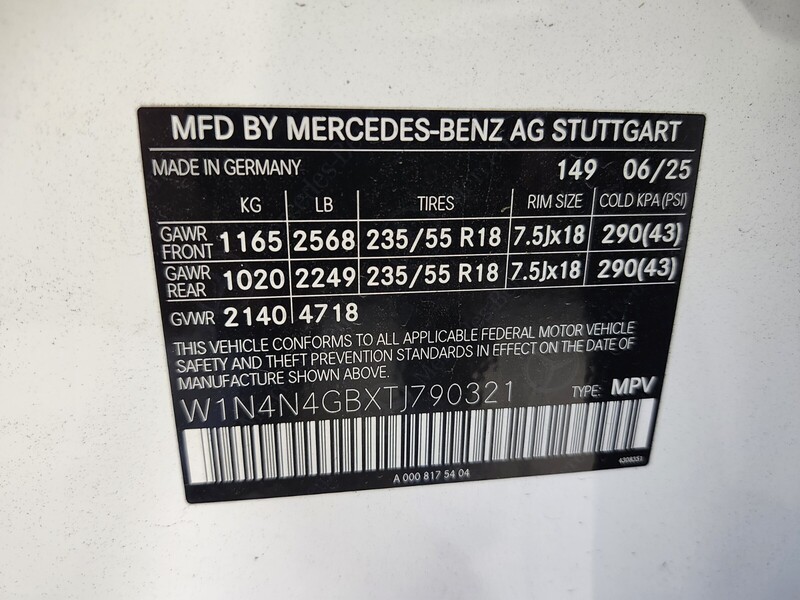 MFD BY MERCEDES-BENZ AG STUTTGART
MADE IN GERMANY 149 06/25
KG LB TIRES RIM SIZE COLD KPA(PSI)
GAWR FRONT 1165 2568 235/55 R18 7.5Jx18 290(43)
GAWR REAR 1020 2249 235/55 R18 7.5Jx18 290(43)
GVWR 2140 4718
THIS VEHICLE CONFORMS TO ALL APPLICABLE FEDERAL MOTOR VEHICLE
SAFETY AND THEFT PREVENTION STANDARDS IN EFFECT ON THE DATE OF
MANUFACTURE SHOWN ABOVE.
W1N4N4GBXTJ790321 TYPE: MPV
A 000 817 54 04